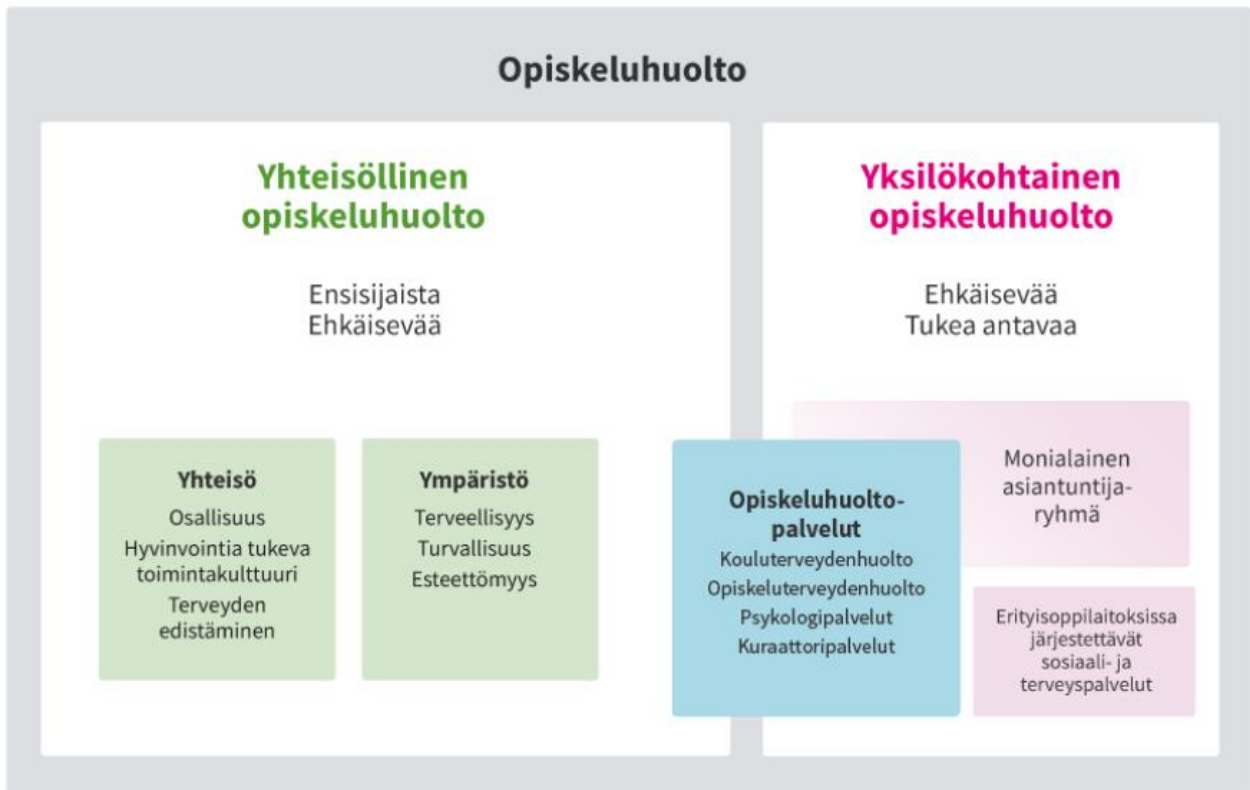 Opiskeluhuolto
Yhteisöllinen
opiskeluhuolto
Ensisijaista
Ehkäisevää
Yhteisö
Osallisuus
Hyvinvointia tukeva
toimintakulttuuri
Terveyden
edistäminen
Ympäristö
Terveellisyys
Turvallisuus
Esteettömyys
Opiskeluhuolto-
palvelut
Kouluterveydenhuolto
Opiskeluterveydenhuolto
Psykologipalvelut
Kuraattoripalvelut
Yksilökohtainen
opiskeluhuolto
Ehkäisevää
Tukea antavaa
Monialainen
asiantuntija-
ryhmä
Erityisoppilaitoksissa
järjestettävät
sosiaali- ja
terveyspalvelut